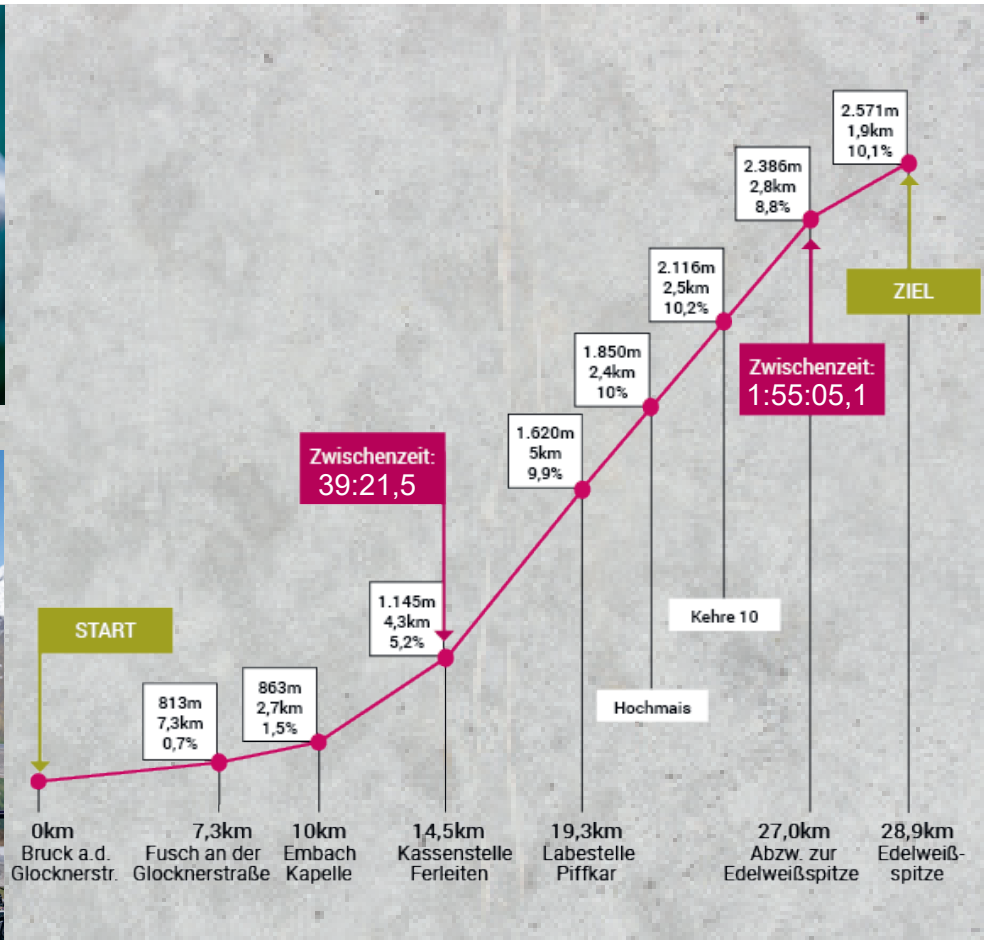 2.571m
1,9km
10,1%
2.386m
2,8km
8,8%
ZIEL
2.116m
2,5km
10,2%
1.850m
2,4km
10%
Zwischenzeit:
1:55:05,1
1.620m
5km
9,9%
Zwischenzeit:
39:21,5
1.145m
4,3km
5,2%
START
Kehre 10
863m
2,7km
1,5%
813m
7,3km
0,7%
Hochmais
0km
Bruck a.d.
Glocknerstr.
7,3km
Fusch an der
Glocknerstraße
10km
Embach
Kapelle
14,5km
Kassenstelle
Ferleiten
19,3km
Labestelle
Piffkar
27,0km
Abzw. zur
Edelweißspitze
28,9km
Edelweiß-
spitze